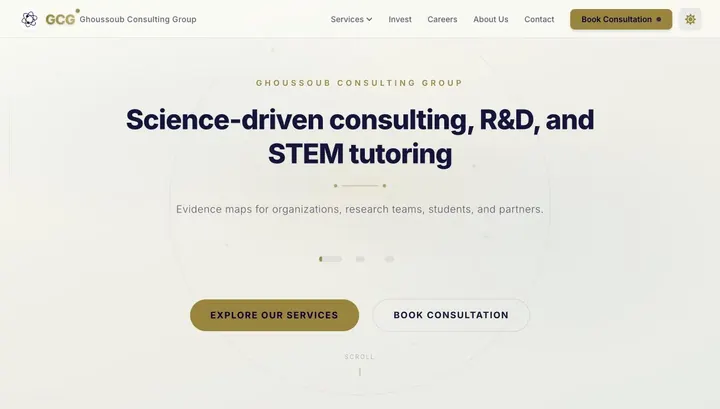 GCG Ghoussoub Consulting Group
Services
Invest
Careers
About Us
Contact
Book Consultation
GHOUSSOUB CONSULTING GROUP
Science-driven consulting, R&D, and
STEM tutoring
Evidence maps for organizations, research teams, students, and partners.
EXPLORE OUR SERVICES
BOOK CONSULTATION
SCROLL